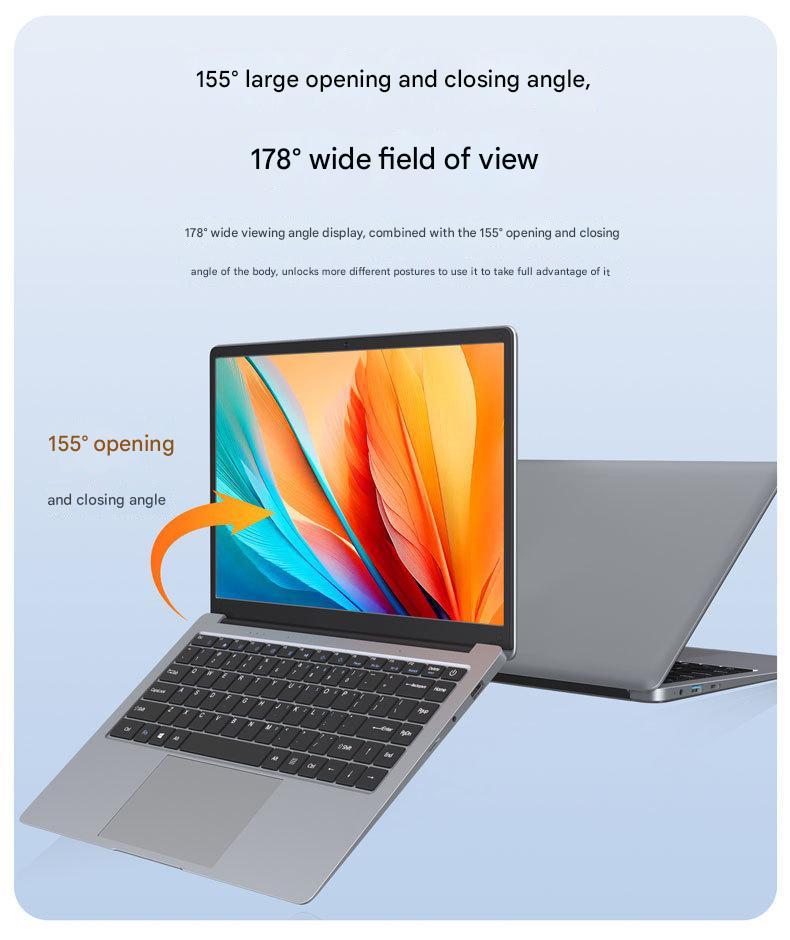 155° large opening and closing angle,
178° wide field of view
178° wide viewing angle display, combined with the 155° opening and closing
angle of the body, unlocks more different postures to use it to take full advantage of it
155° opening
and closing angle